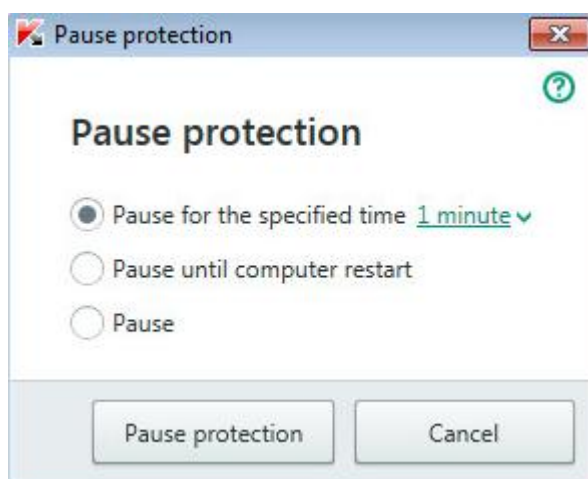 Pause protection
Pause protection
Pause for the specified time 1 minute
Pause until computer restart
Pause
Pause protection Cancel